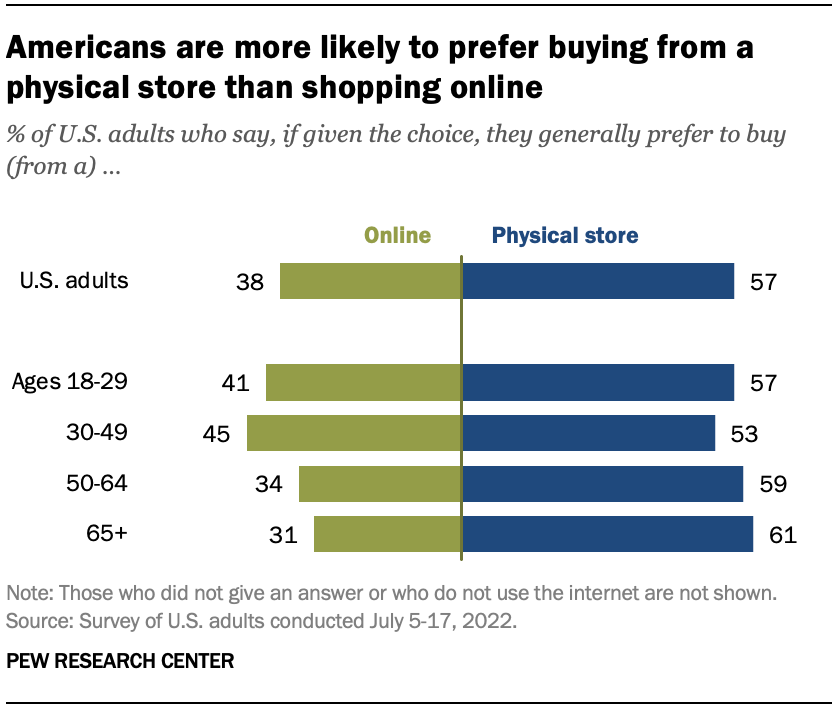 Americans are more likely to prefer buying from a
physical store than shopping online
% of U.S. adults who say, if given the choice, they generally prefer to buy
(from a) ...
Online Physical store
U.S. adults 38 57
Ages 18-29 41 57
30-49 45 53
50-64 34 59
65+ 31 61
Note: Those who did not give an answer or who do not use the internet are not shown.
Source: Survey of U.S. adults conducted July 5-17, 2022.
PEW RESEARCH CENTER